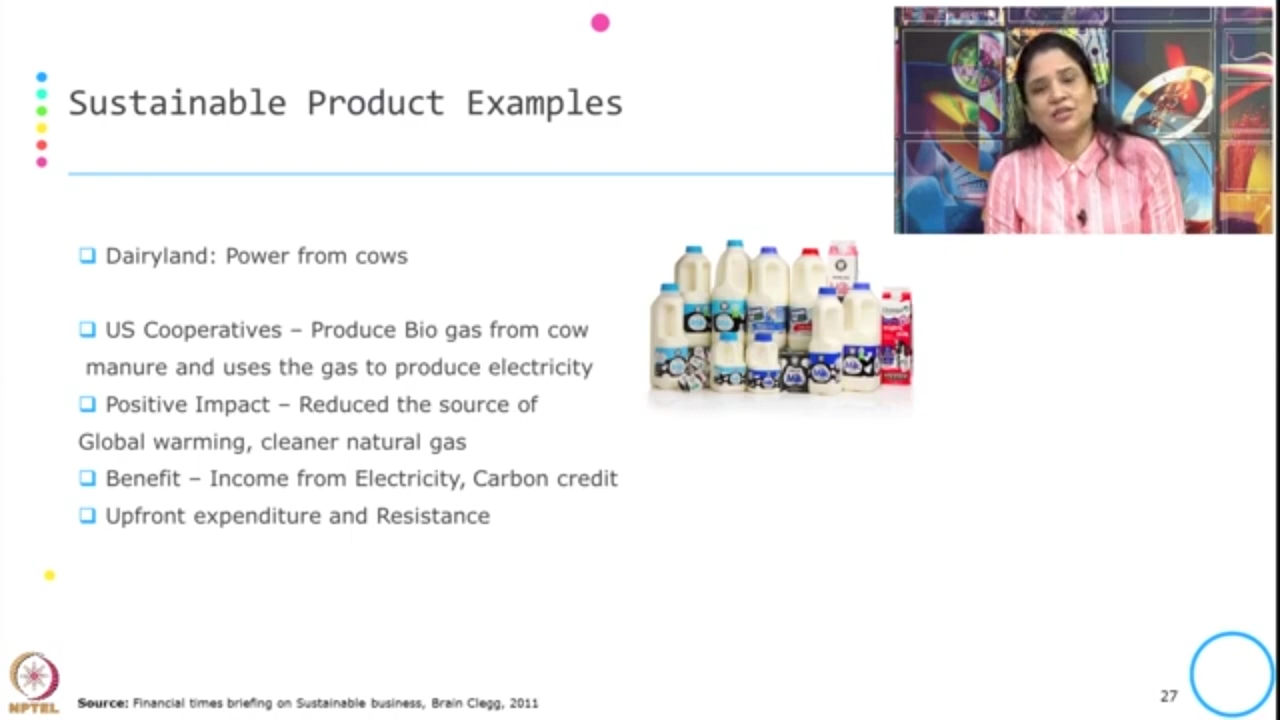 Sustainable Product Examples
Dairyland: Power from cows
US Cooperatives – Produce Bio gas from cow
manure and uses the gas to produce electricity
Positive Impact – Reduced the source of
Global warming, cleaner natural gas
Benefit – Income from Electricity, Carbon credit
Upfront expenditure and Resistance
NPTEL
Source: Financial times briefing on Sustainable business, Brain Clegg, 2011
27